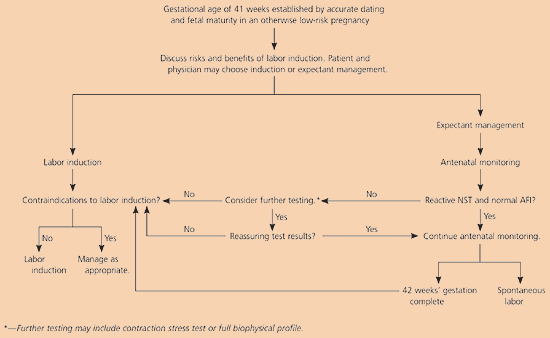 Gestational age of 41 weeks established by accurate dating
and fetal maturity in an otherwise low-risk pregnancy
Discuss risks and benefits of labor induction. Patient and
physician may choose induction or expectant management.
Expectant management
Labor induction
Antenatal monitoring
Contraindications to labor induction?
No
Consider further testing.*
No
Reactive NST and normal AFI?
Yes
Yes
No
Reassuring test results?
Yes
Continue antenatal monitoring.
No
Yes
Labor
induction
Manage as
appropriate.
42 weeks' gestation
complete
Spontaneous
labor
*—Further testing may include contraction stress test or full biophysical profile.